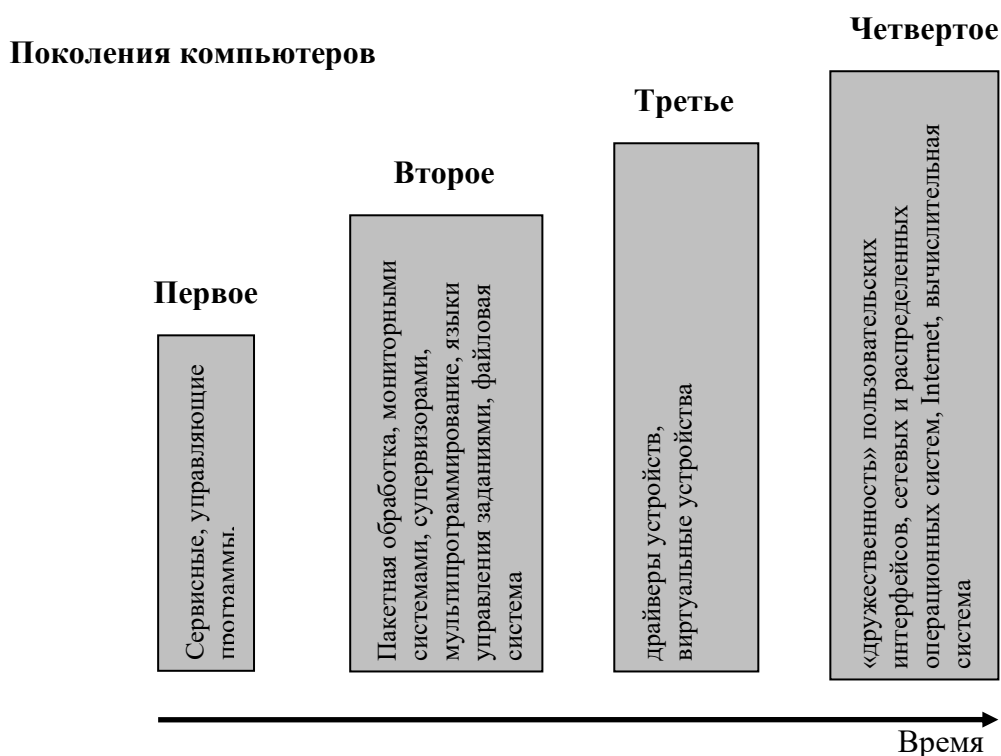 Четвертое
Поколения компьютеров
Третье
Второе
Первое
Сервисные, управляющие
программы.
Пакетная обработка, мониторными
системами, супервизорами,
мультипрограммирование, языки
управления заданиями, файловая
система
драйверы устройств,
виртуальные устройства
«дружественность» пользовательских
интерфейсов, сетевых и распределенных
операционных систем, Internet, вычислительная
система
Время